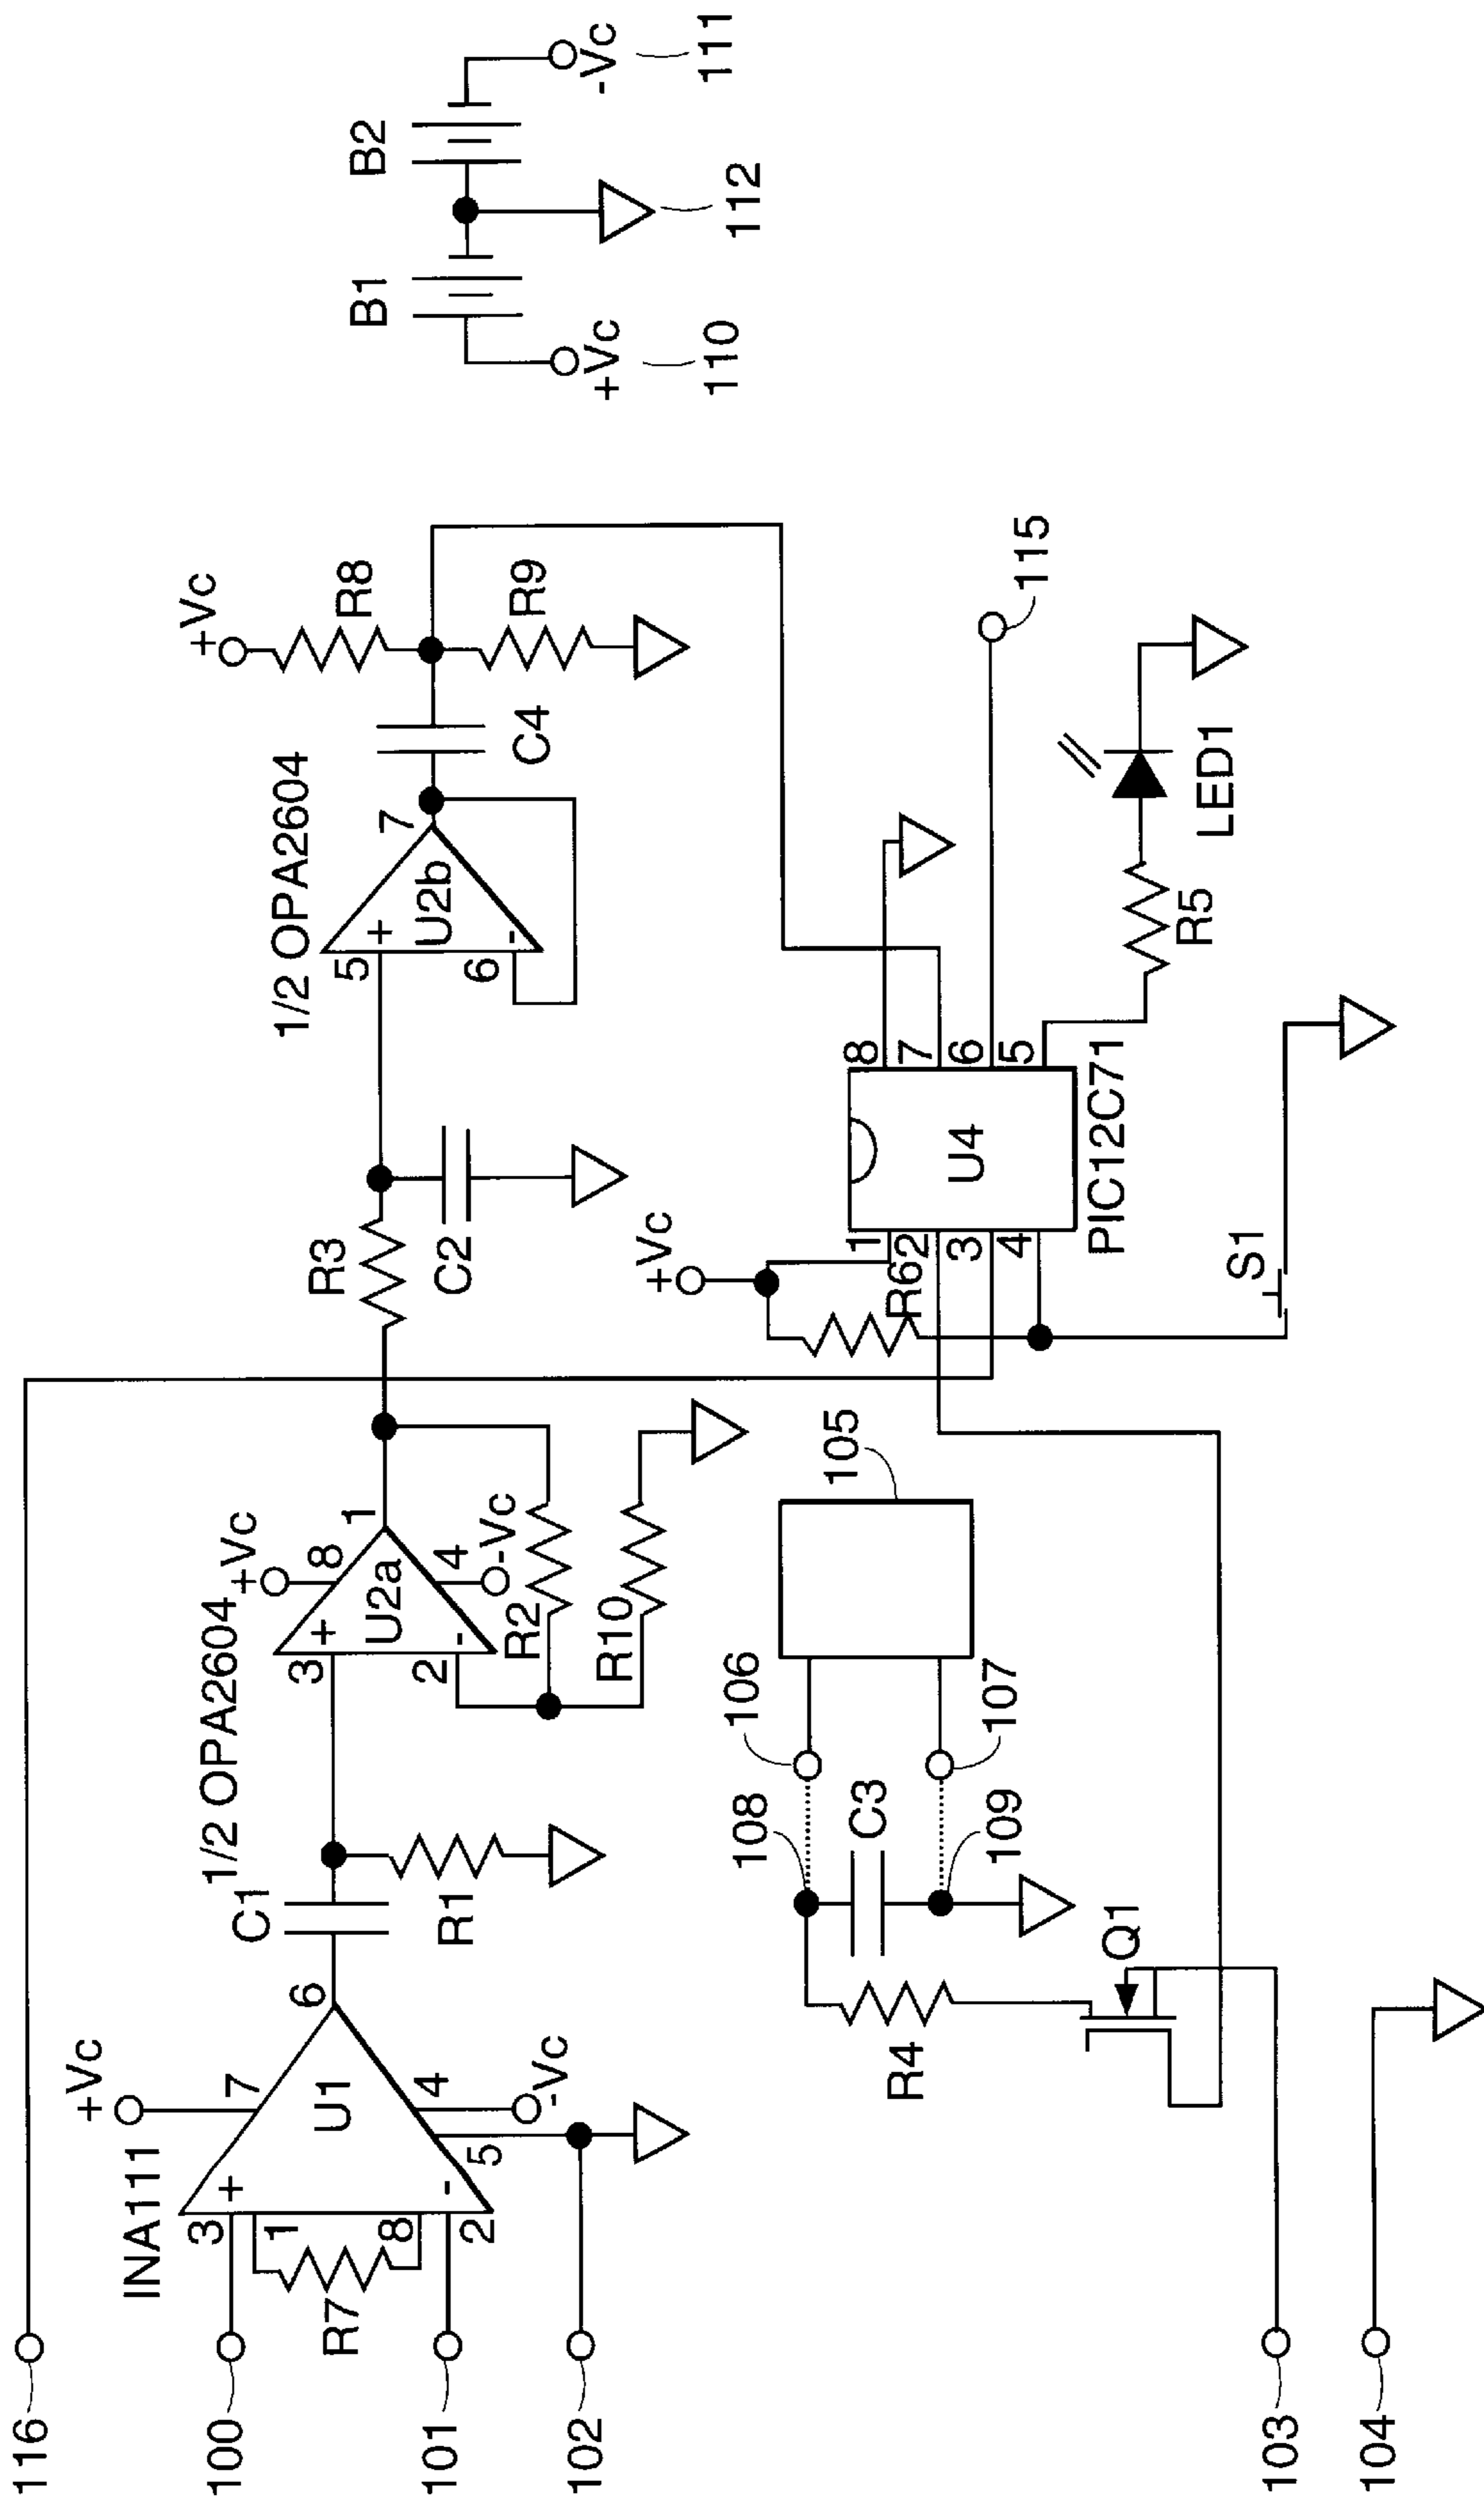 116
100
101
102
103
104
INA111
+Vc
3
1
8
2
R7
+
-
U1
7
6
5
4
-Vc
C1
R1
1/2 OPA2604
+Vc
3
2
+
-
U2a
8
1
4
-Vc
R2
R10
R3
C2
1/2 OPA2604
5
6
+
-
U2b
7
C4
+Vc
R8
R9
B1
B2
+Vc
-Vc
110
112
111
+Vc
R6
1
2
3
4
U4
8
7
6
5
PIC12C71
S1
115
R5
LED1
105
106
107
108
109
C3
R4
Q1